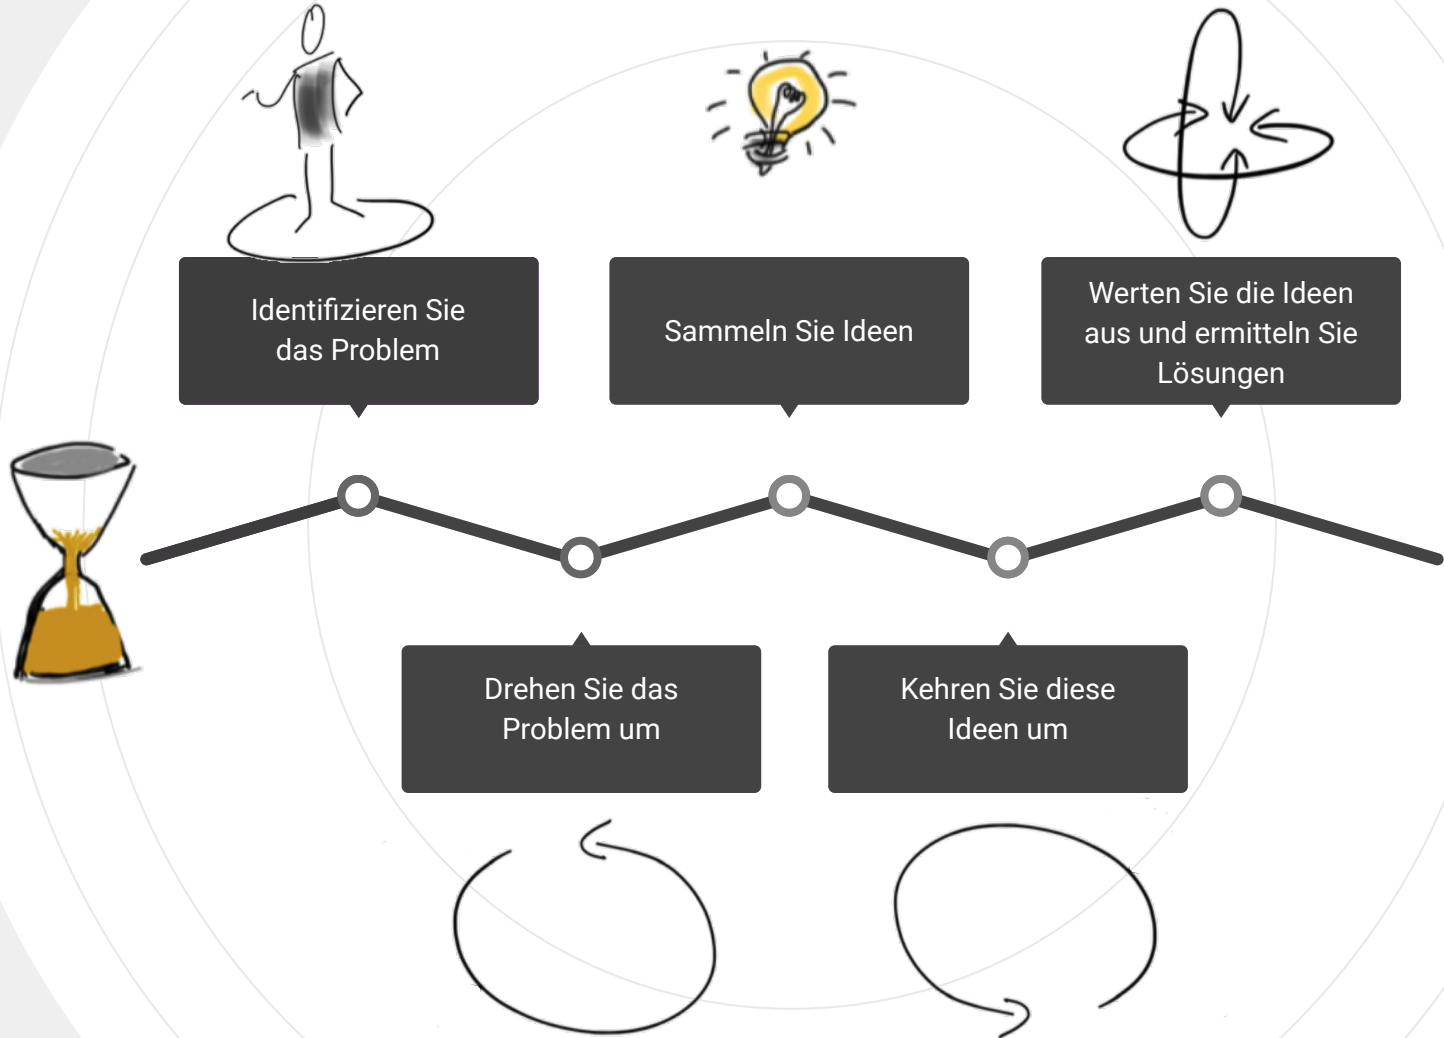 Identifizieren Sie
das Problem
Drehen Sie das
Problem um
Sammeln Sie Ideen
Kehren Sie diese
Ideen um
Werten Sie die Ideen
aus und ermitteln Sie
Lösungen